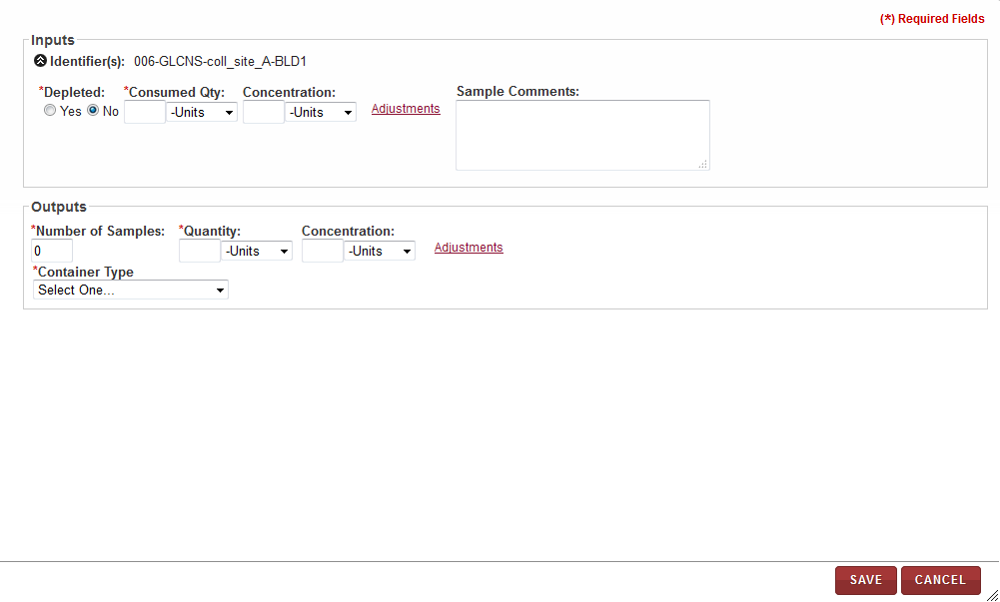 (*) Required Fields
Inputs
Identifier(s): 006-GLCNS-coll_site_A-BLD1
*Depleted: *Consumed Qty: Concentration: Sample Comments:
Yes No -Units -Units Adjustments
Outputs
*Number of Samples: *Quantity: Concentration:
0 -Units -Units Adjustments
*Container Type
Select One...
SAVE CANCEL